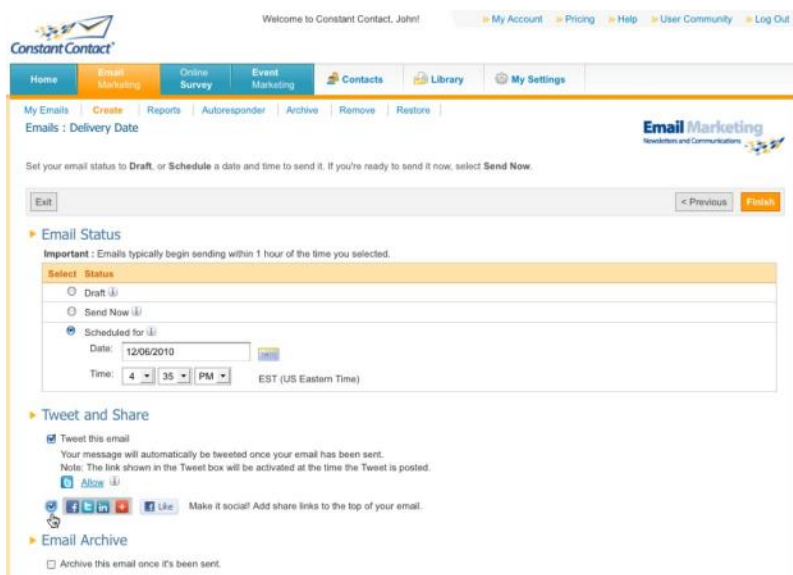 Welcome to Constant Contact, John!
My Account Pricing Help User Community Log Out
Constant Contact
Home Email Marketing Online Survey Event Marketing Contacts Library My Settings
My Emails Create Reports Autoresponder Archive Remove Restore
Emails : Delivery Date
Email Marketing
Newsletters and Communications
Set your email status to Draft, or Schedule a date and time to send it. If you're ready to send it now, select Send Now.
Exit < Previous Finish
Email Status
Important : Emails typically begin sending within 1 hour of the time you selected.
Select Status
Draft
Send Now
Scheduled for
Date: 12/06/2010
Time: 4 35 PM EST (US Eastern Time)
Tweet and Share
Tweet this email
Your message will automatically be tweeted once your email has been sent.
Note: The link shown in the Tweet box will be activated at the time the Tweet is posted.
Allow
Like Make it social! Add share links to the top of your email.
Email Archive
Archive this email once it's been sent.